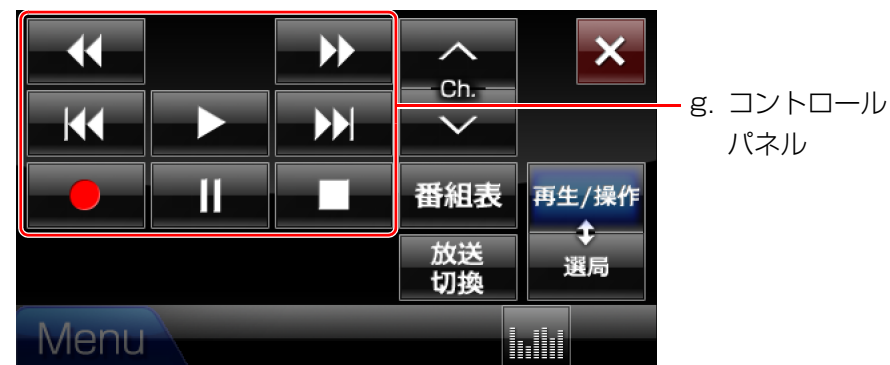 Ch.
g. コントロール
パネル
番組表
再生/操作
放送
切換
選局
Menu